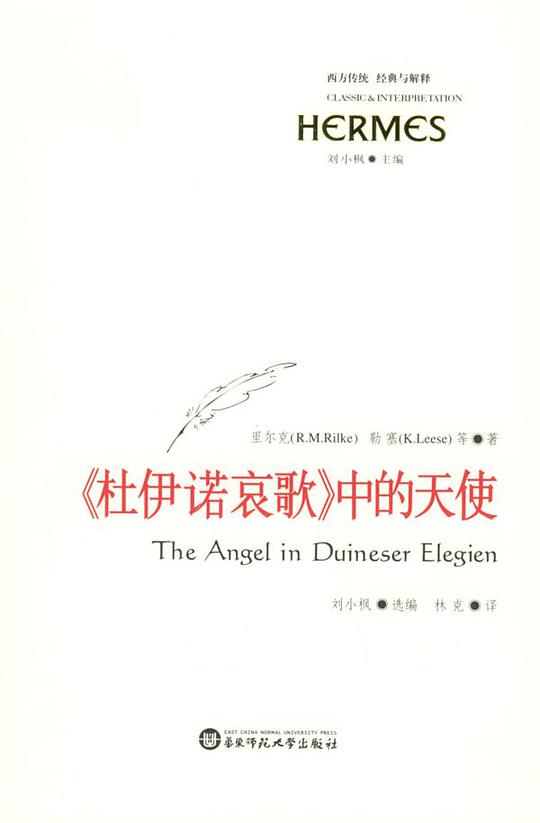 西方传统 经典与解释
CLASSIC & INTERPRETATION
HERMES
刘小枫●主编
里尔克(R.M.Rilke) 勒塞(K.Leese)等●著
《杜伊诺哀歌》中的天使
The Angel in Duineser Elegien
刘小枫●选编 林克●译
EAST CHINA NORMAL UNIVERSITY PRESS
华东师范大学出版社